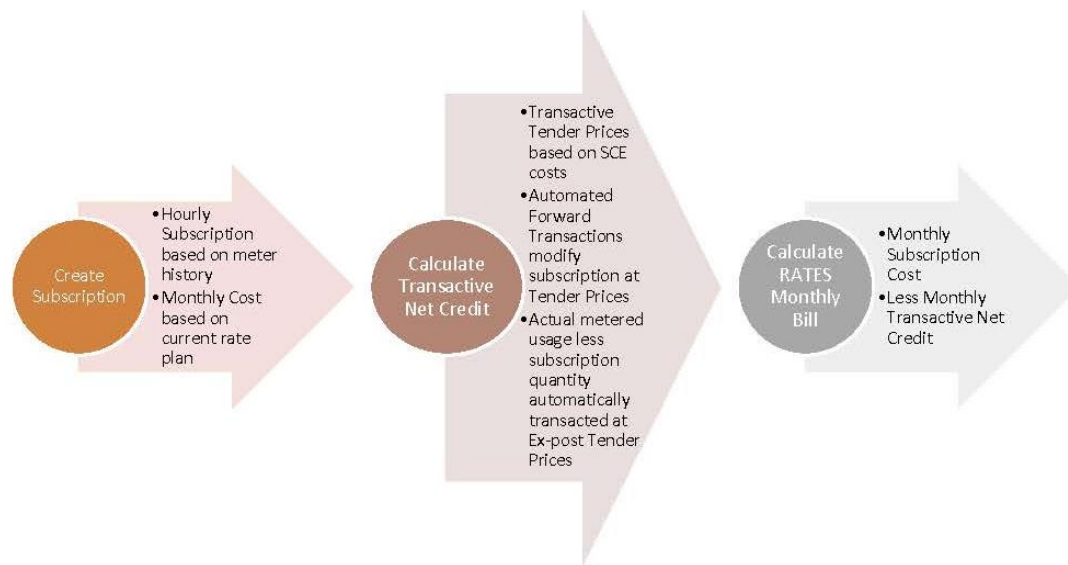 Create
Subscription
•Hourly
Subscription
based on meter
history
•Monthly Cost
based on
current rate
plan
Calculate
Transactive
Net Credit
•Transactive
Tender Prices
based on SCE
costs
•Automated
Forward
Transactions
modify
subscription at
Tender Prices
•Actual metered
usage less
subscription
quantity
automatically
transacted at
Ex-post Tender
Prices
Calculate
RATES
Monthly
Bill
•Monthly
Subscription
Cost
•Less Monthly
Transactive Net
Credit